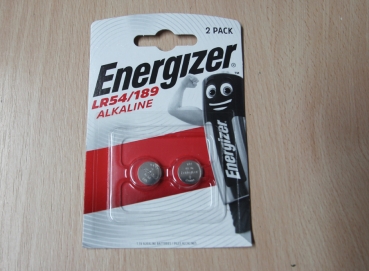 2 PACK
Energizer
LR54/189
ALKALINE
Energizer